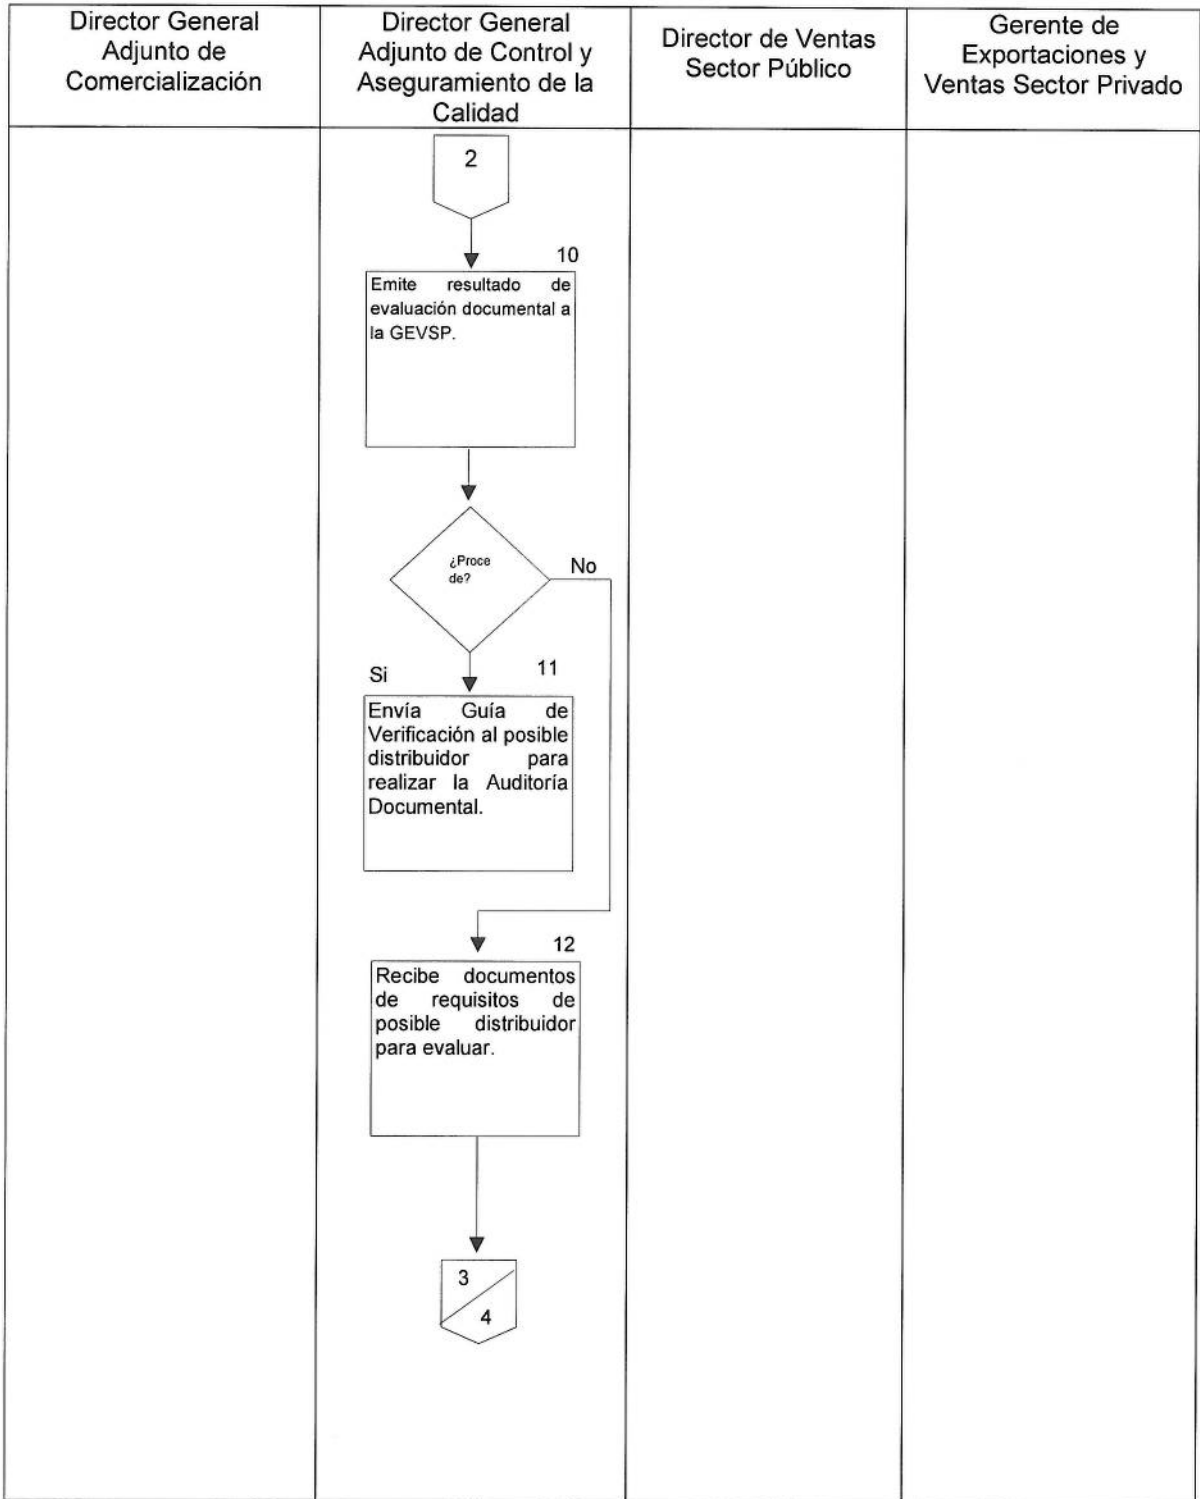 Director General
Adjunto de
Comercialización
Director General
Adjunto de Control y
Aseguramiento de la
Calidad
Director de Ventas
Sector Público
Gerente de
Exportaciones y
Ventas Sector Privado
2
10
Emite resultado de
evaluación documental a
la GEVSP.
¿Proce
de?
No
Si
11
Envía Guía de
Verificación al posible
distribuidor para
realizar la Auditoría
Documental.
12
Recibe documentos
de requisitos de
posible distribuidor
para evaluar.
3
4